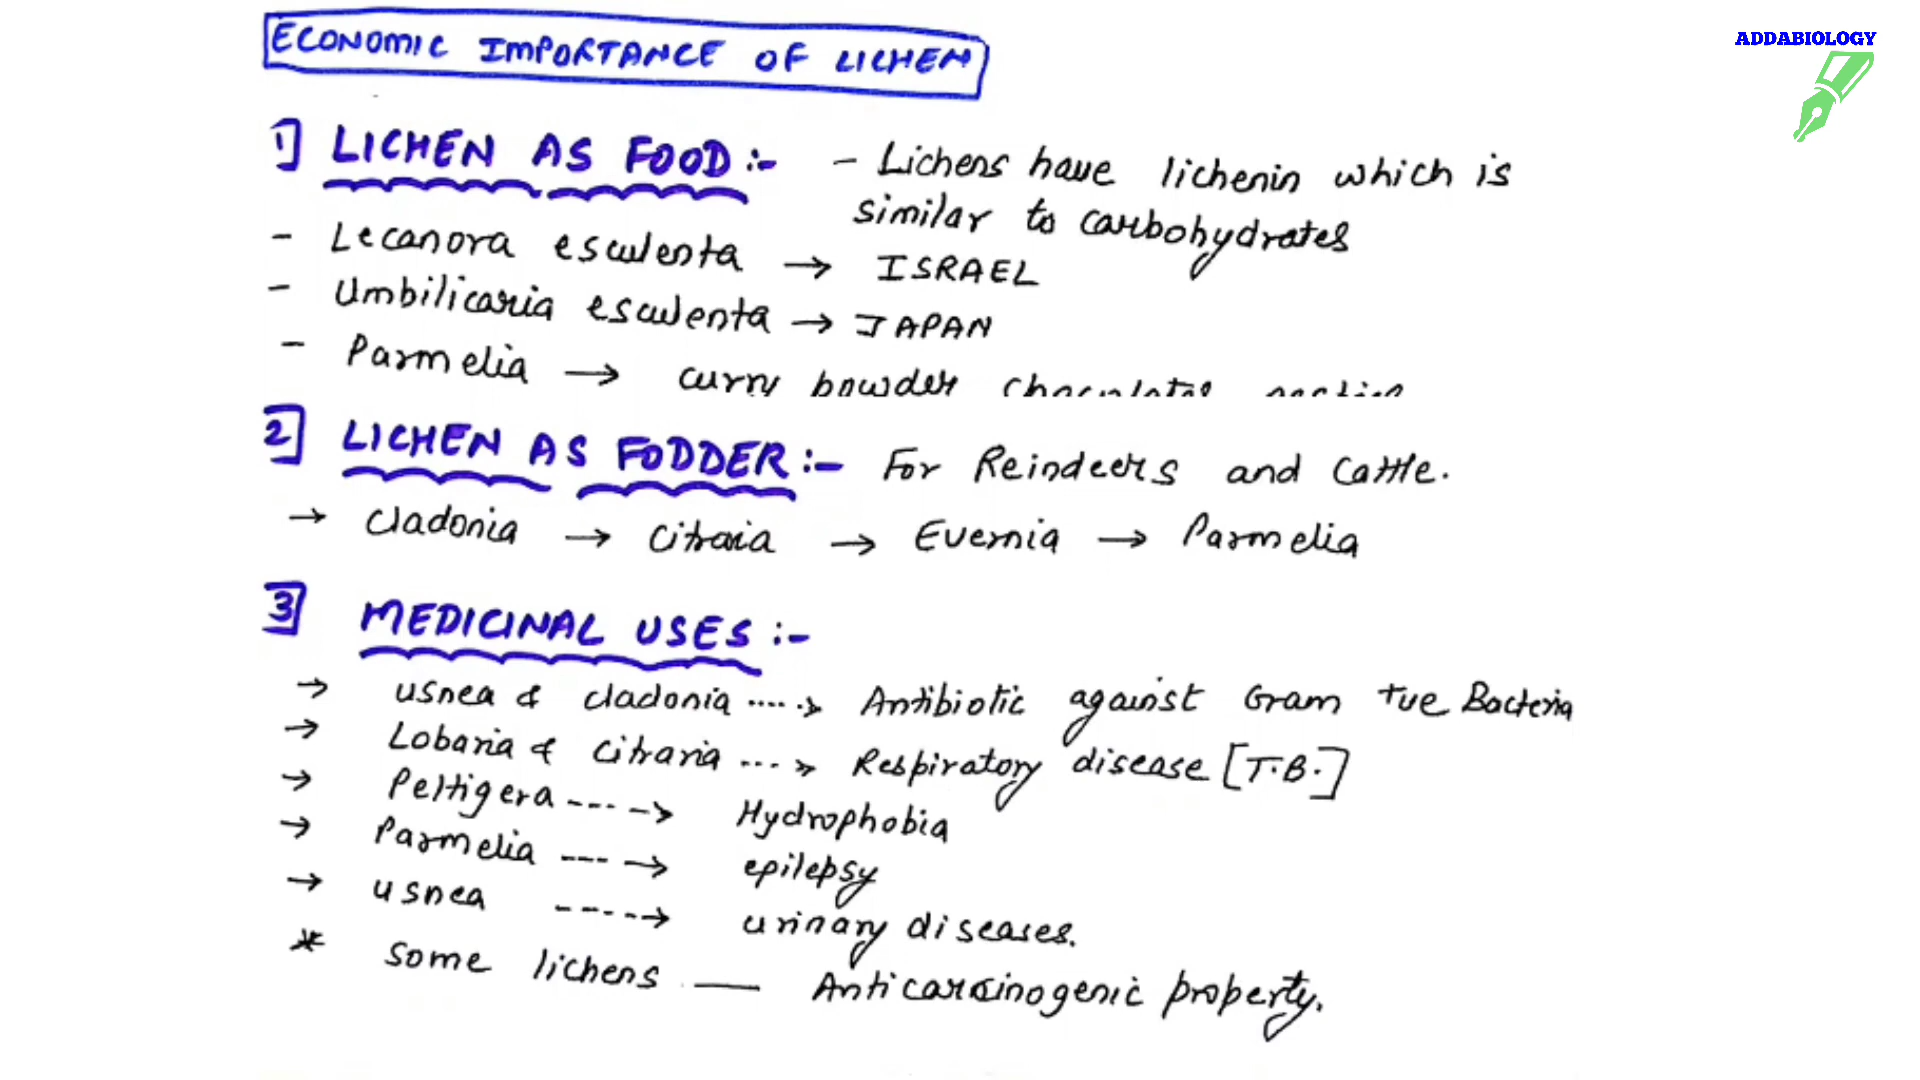 ECONOMIC IMPORTANCE OF LICHEN
ADDABIOLOGY
1] LICHEN AS FOOD :- - Lichens have lichenin which is
similar to carbohydrates
- Lecanora esculenta → ISRAEL
- Umbilicaria esculenta → JAPAN
- Parmelia → curry powder
2] LICHEN AS FODDER :- For Reindeers and Cattle.
→ Cladonia → Citraia → Evernia → Parmelia
3] MEDICINAL USES :-
→ usnea & cladonia ....> Antibiotic against Gram +ve Bacteria
→ Lobaria & citraria ...> Respiratory disease [T.B.]
→ Peltigera ----> Hydrophobia
→ Parmelia ---→ epilepsy
→ usnea ----→ urinary diseases.
* some lichens — Anticarcinogenic property.